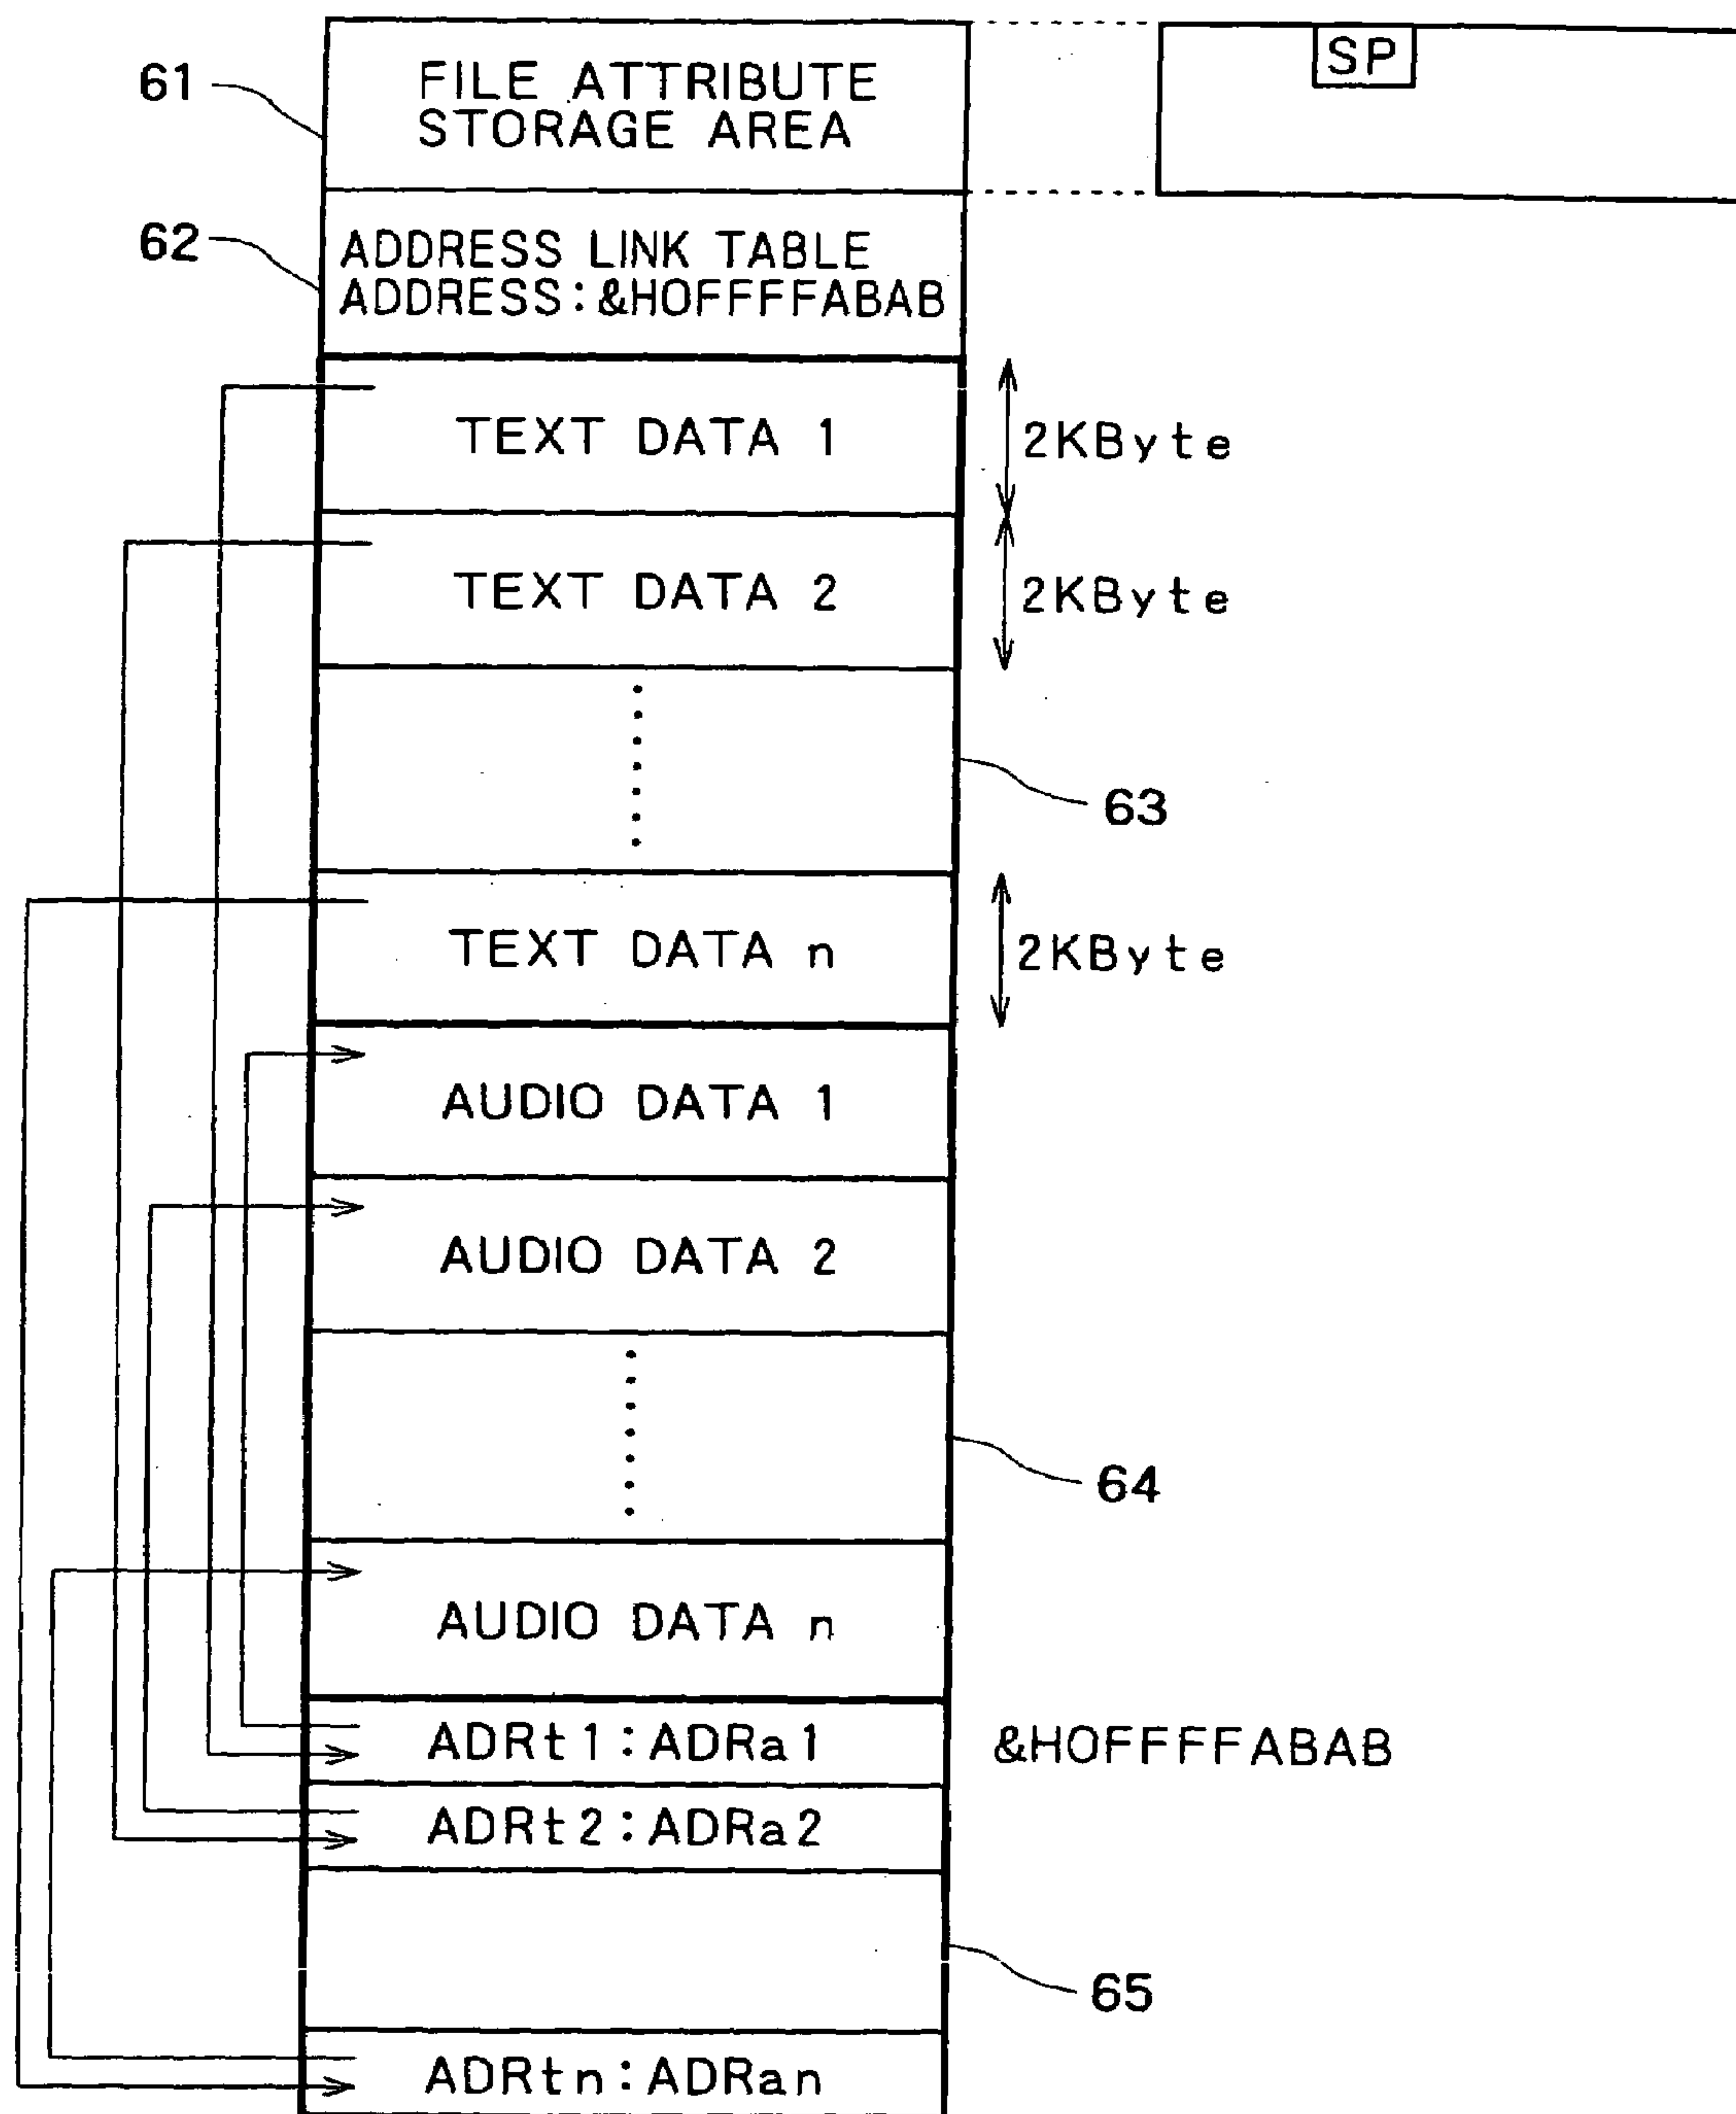 61
FILE ATTRIBUTE
STORAGE AREA
SP
62
ADDRESS LINK TABLE
ADDRESS:&HOFFFFABAB
TEXT DATA 1
2KByte
TEXT DATA 2
2KByte
63
TEXT DATA n
2KByte
AUDIO DATA 1
AUDIO DATA 2
64
AUDIO DATA n
ADRt1:ADRa1
&HOFFFFABAB
ADRt2:ADRa2
65
ADRtn:ADRan